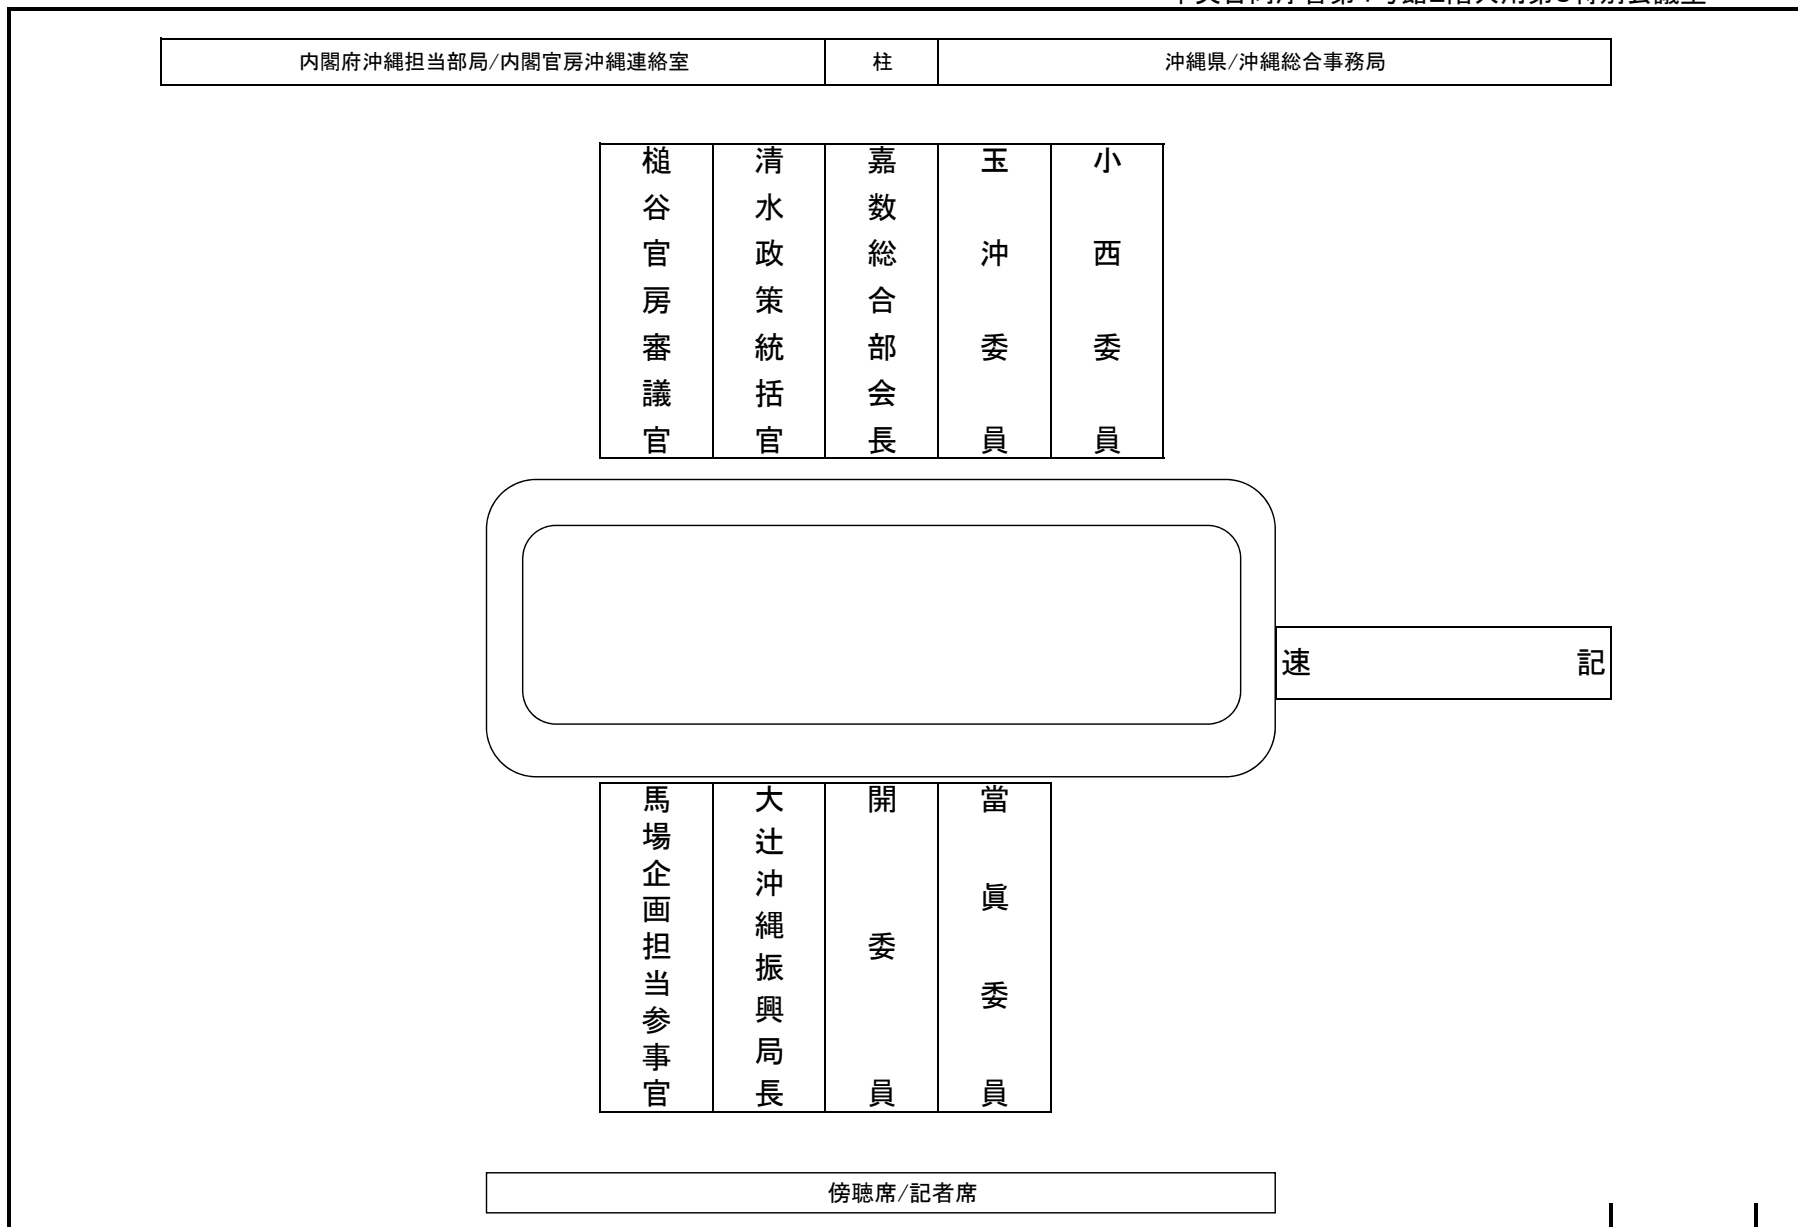 内閣府沖縄担当部局/内閣官房沖縄連絡室
柱
沖縄県/沖縄総合事務局
槌谷官房審議官
清水政策統括官
嘉数総合部会長
玉沖委員
小西委員
速記
馬場企画担当参事官
大辻沖縄振興局長
開委員
當眞委員
傍聴席/記者席